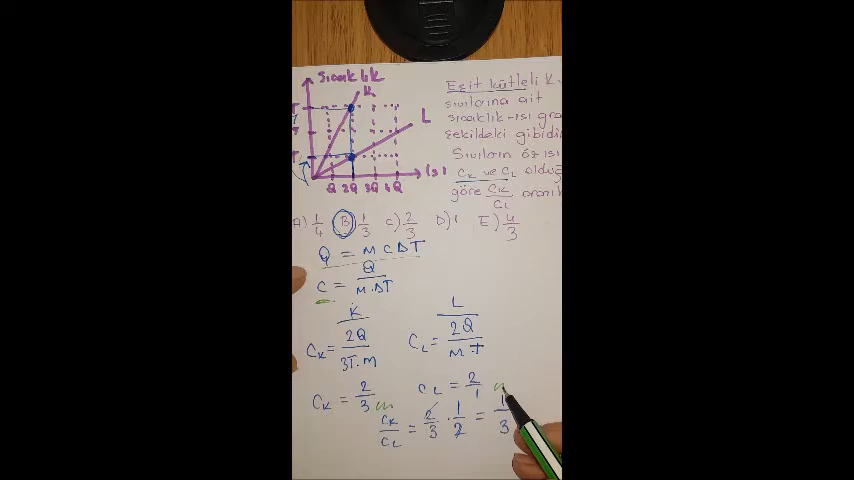 Sıcaklık
K
L
T
T
T
Isı
Q 2Q 3Q 4Q
Eşit kütleli K,
sıvılarına ait
sıcaklık-ısı gra
şekildeki gibidir
Sıvıların öz ısı
CK ve CL olduğ
göre CK/CL oranı
A) 1/4 B) 1/3 C) 2/3 D) 1 E) 4/3
Q = m c ΔT
c = Q / m.ΔT
K
CK = 2Q / 3T.m
L
CL = 2Q / m.T
CK = 2/3 m
CL = 2/1
CK/CL = 2/3 . 1/2 = 1/3